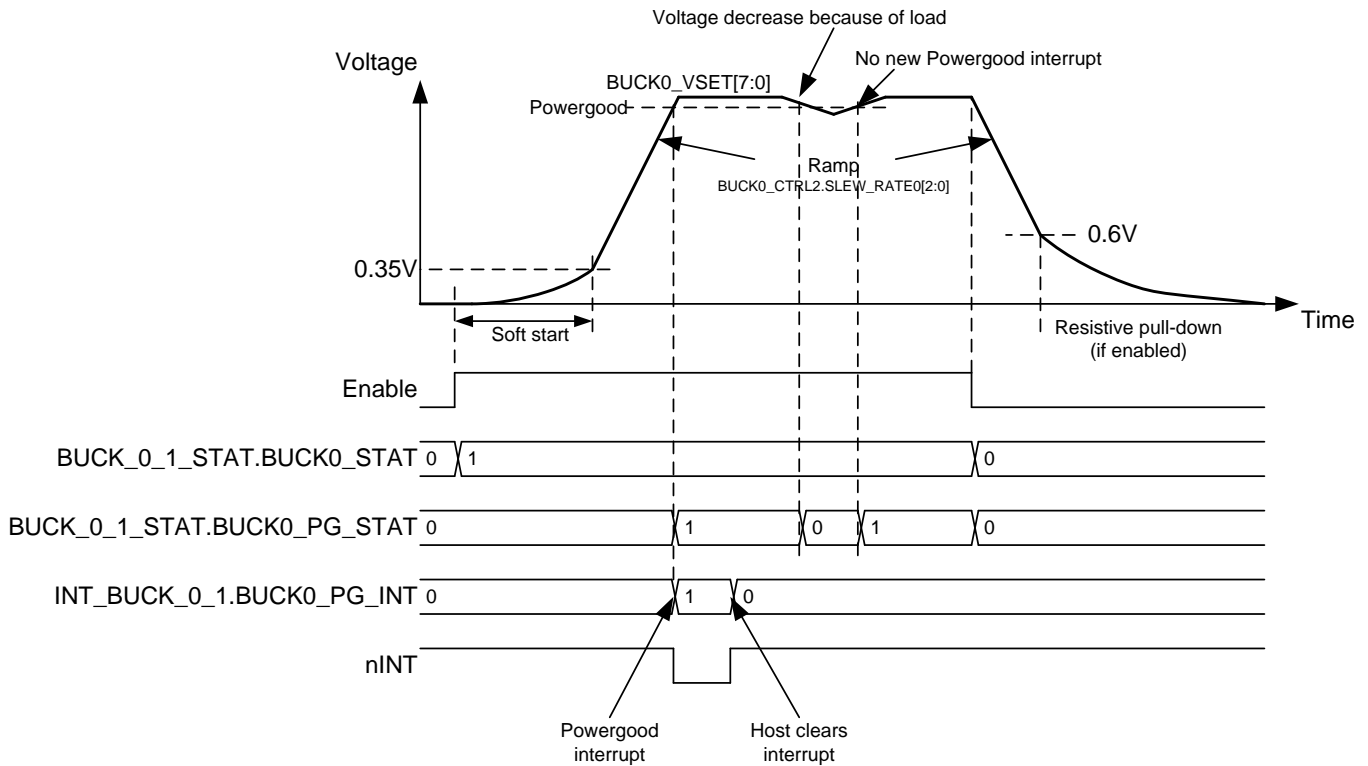 Voltage decrease because of load
No new Powergood interrupt
Voltage
BUCK0_VSET[7:0]
Powergood
Ramp
BUCK0_CTRL2.SLEW_RATE0[2:0]
0.6V
0.35V
Time
Soft start
Resistive pull-down
(if enabled)
Enable
BUCK_0_1_STAT.BUCK0_STAT 0 1 0
BUCK_0_1_STAT.BUCK0_PG_STAT 0 1 0 1 0
INT_BUCK_0_1.BUCK0_PG_INT 0 1 0
nINT
Powergood
interrupt
Host clears
interrupt